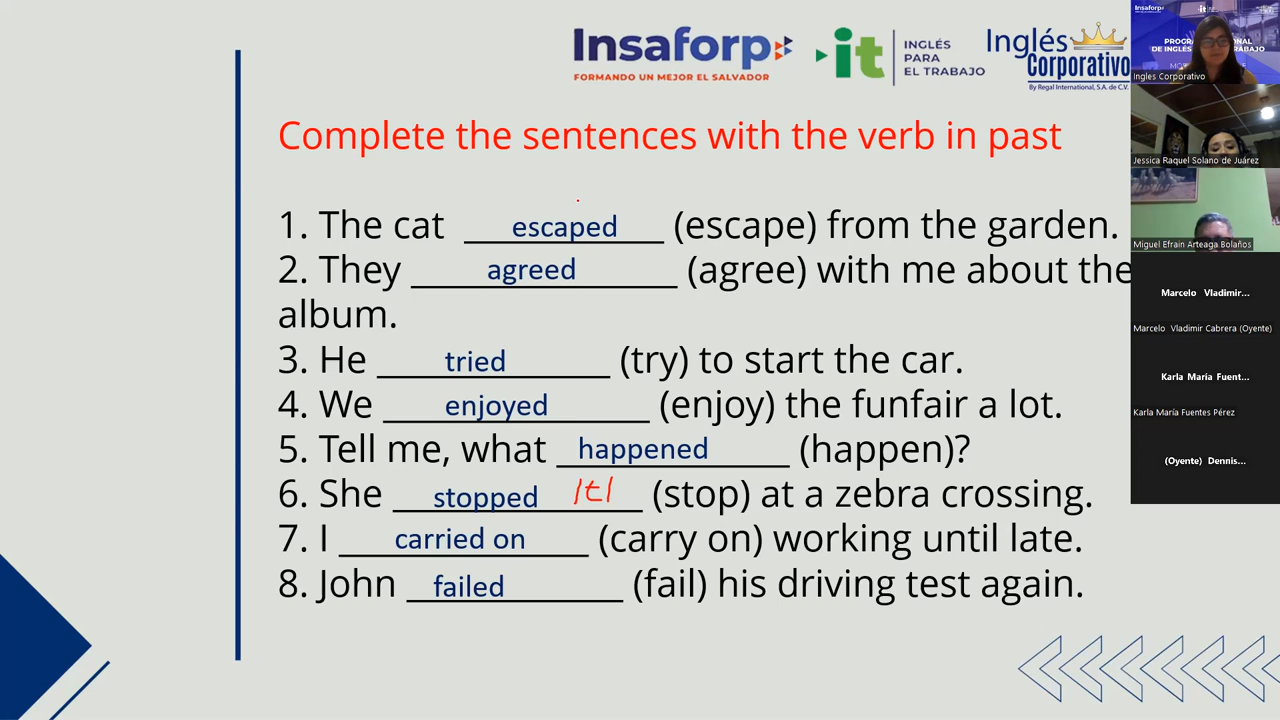 Insaforp
FORMANDO UN MEJOR EL SALVADOR
it
INGLÉS
PARA
EL TRABAJO
Inglés
Corporativo
By Regal International, S.A. de C.V.
Complete the sentences with the verb in past
1. The cat escaped (escape) from the garden.
2. They agreed (agree) with me about the
album.
3. He tried (try) to start the car.
4. We enjoyed (enjoy) the funfair a lot.
5. Tell me, what happened (happen)?
6. She stopped /t/ (stop) at a zebra crossing.
7. I carried on (carry on) working until late.
8. John failed (fail) his driving test again.
Insaforp
it
Ingles Corporativo
Jessica Raquel Solano de Juárez
Miguel Efrain Arteaga Bolaños
Marcelo Vladimir...
Marcelo Vladimir Cabrera (Oyente)
Karla María Fuent...
Karla María Fuentes Pérez
(Oyente) Dennis...